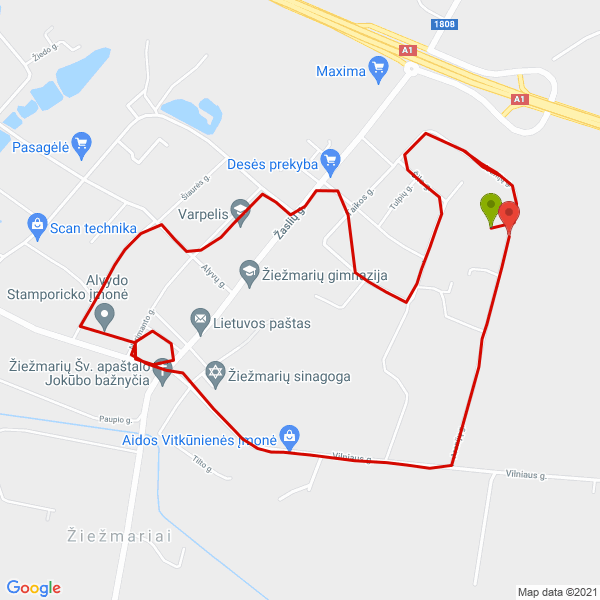 1808
Žiedo g.
A1
Maxima
A1
Pasagėlė
Desės prekyba
Šiaurės g.
Tulpių g.
Taikos g.
Varpelis
Žaslių g.
Scan technika
Alyvų g.
Žiežmarių gimnazija
Alvydo
Stamporicko įmonė
Lietuvos paštas
Žiežmarių Šv. apaštalo
Jokūbo bažnyčia
Žiežmarių sinagoga
Paupio g.
Aidos Vitkūnienės įmonė
Tilto g.
Vilniaus g.
Vilniaus g.
Žiežmariai
Google
Map data ©2021